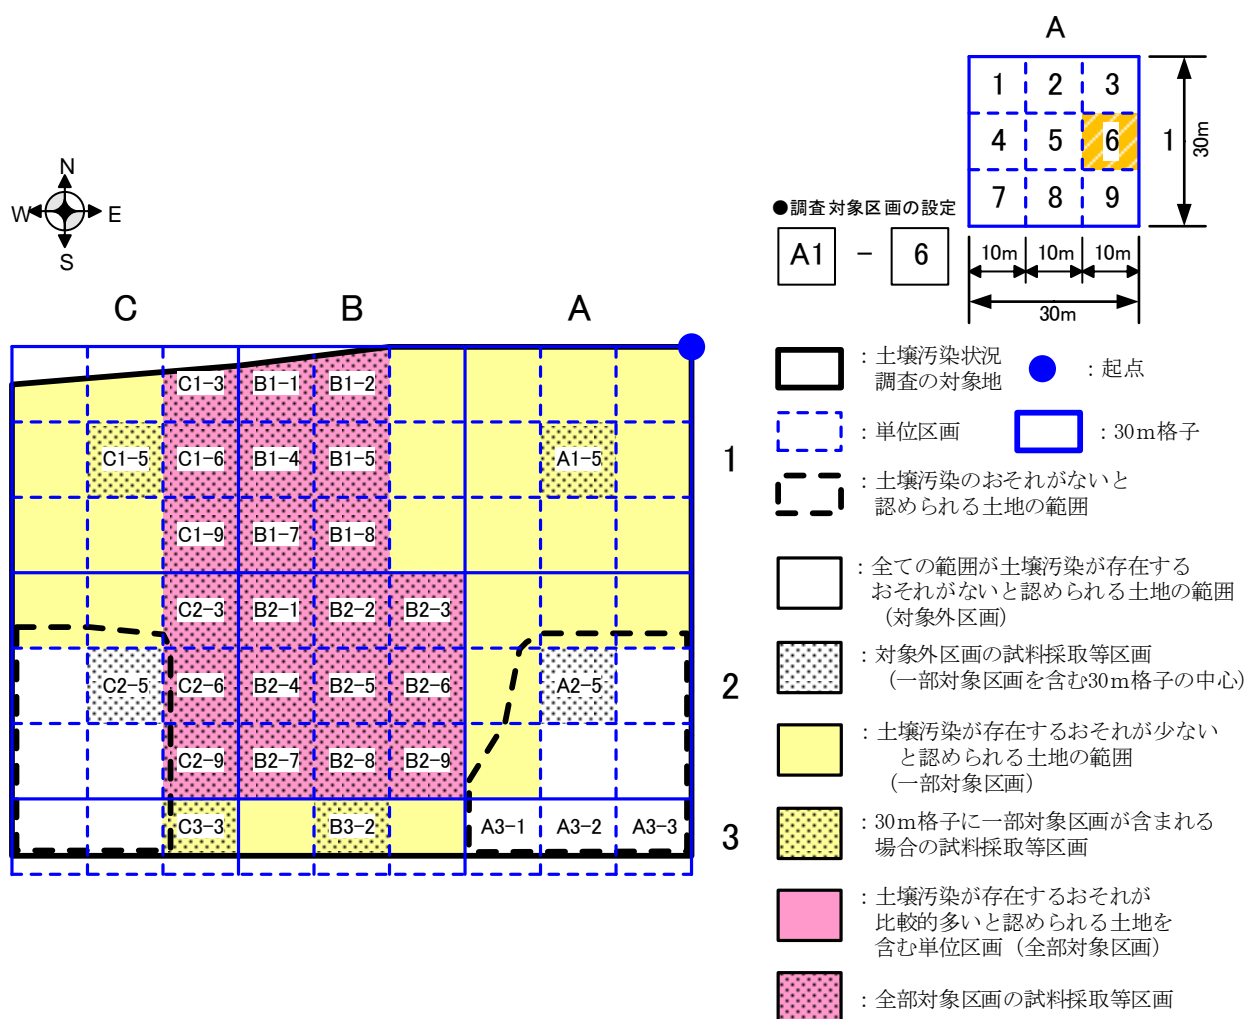 A
1 2 3
4 5 6
7 8 9
1
30m
10m 10m 10m
30m
N
W E
S
●調査対象区画の設定
A1 - 6
C B A
C1-3 B1-1 B1-2
C1-5 C1-6 B1-4 B1-5 A1-5
1
C1-9 B1-7 B1-8
C2-3 B2-1 B2-2 B2-3
C2-5 C2-6 B2-4 B2-5 B2-6 A2-5
2
C2-9 B2-7 B2-8 B2-9
C3-3 B3-2 A3-1 A3-2 A3-3
3
：土壌汚染状況
調査の対象地
：起点
：単位区画
：30m格子
：土壌汚染のおそれがないと
認められる土地の範囲
：全ての範囲が土壌汚染が存在する
おそれがないと認められる土地の範囲
（対象外区画）
：対象外区画の試料採取等区画
（一部対象区画を含む30m格子の中心）
：土壌汚染が存在するおそれが少ない
と認められる土地の範囲
（一部対象区画）
：30m格子に一部対象区画が含まれる
場合の試料採取等区画
：土壌汚染が存在するおそれが
比較的多いと認められる土地を
含む単位区画（全部対象区画）
：全部対象区画の試料採取等区画